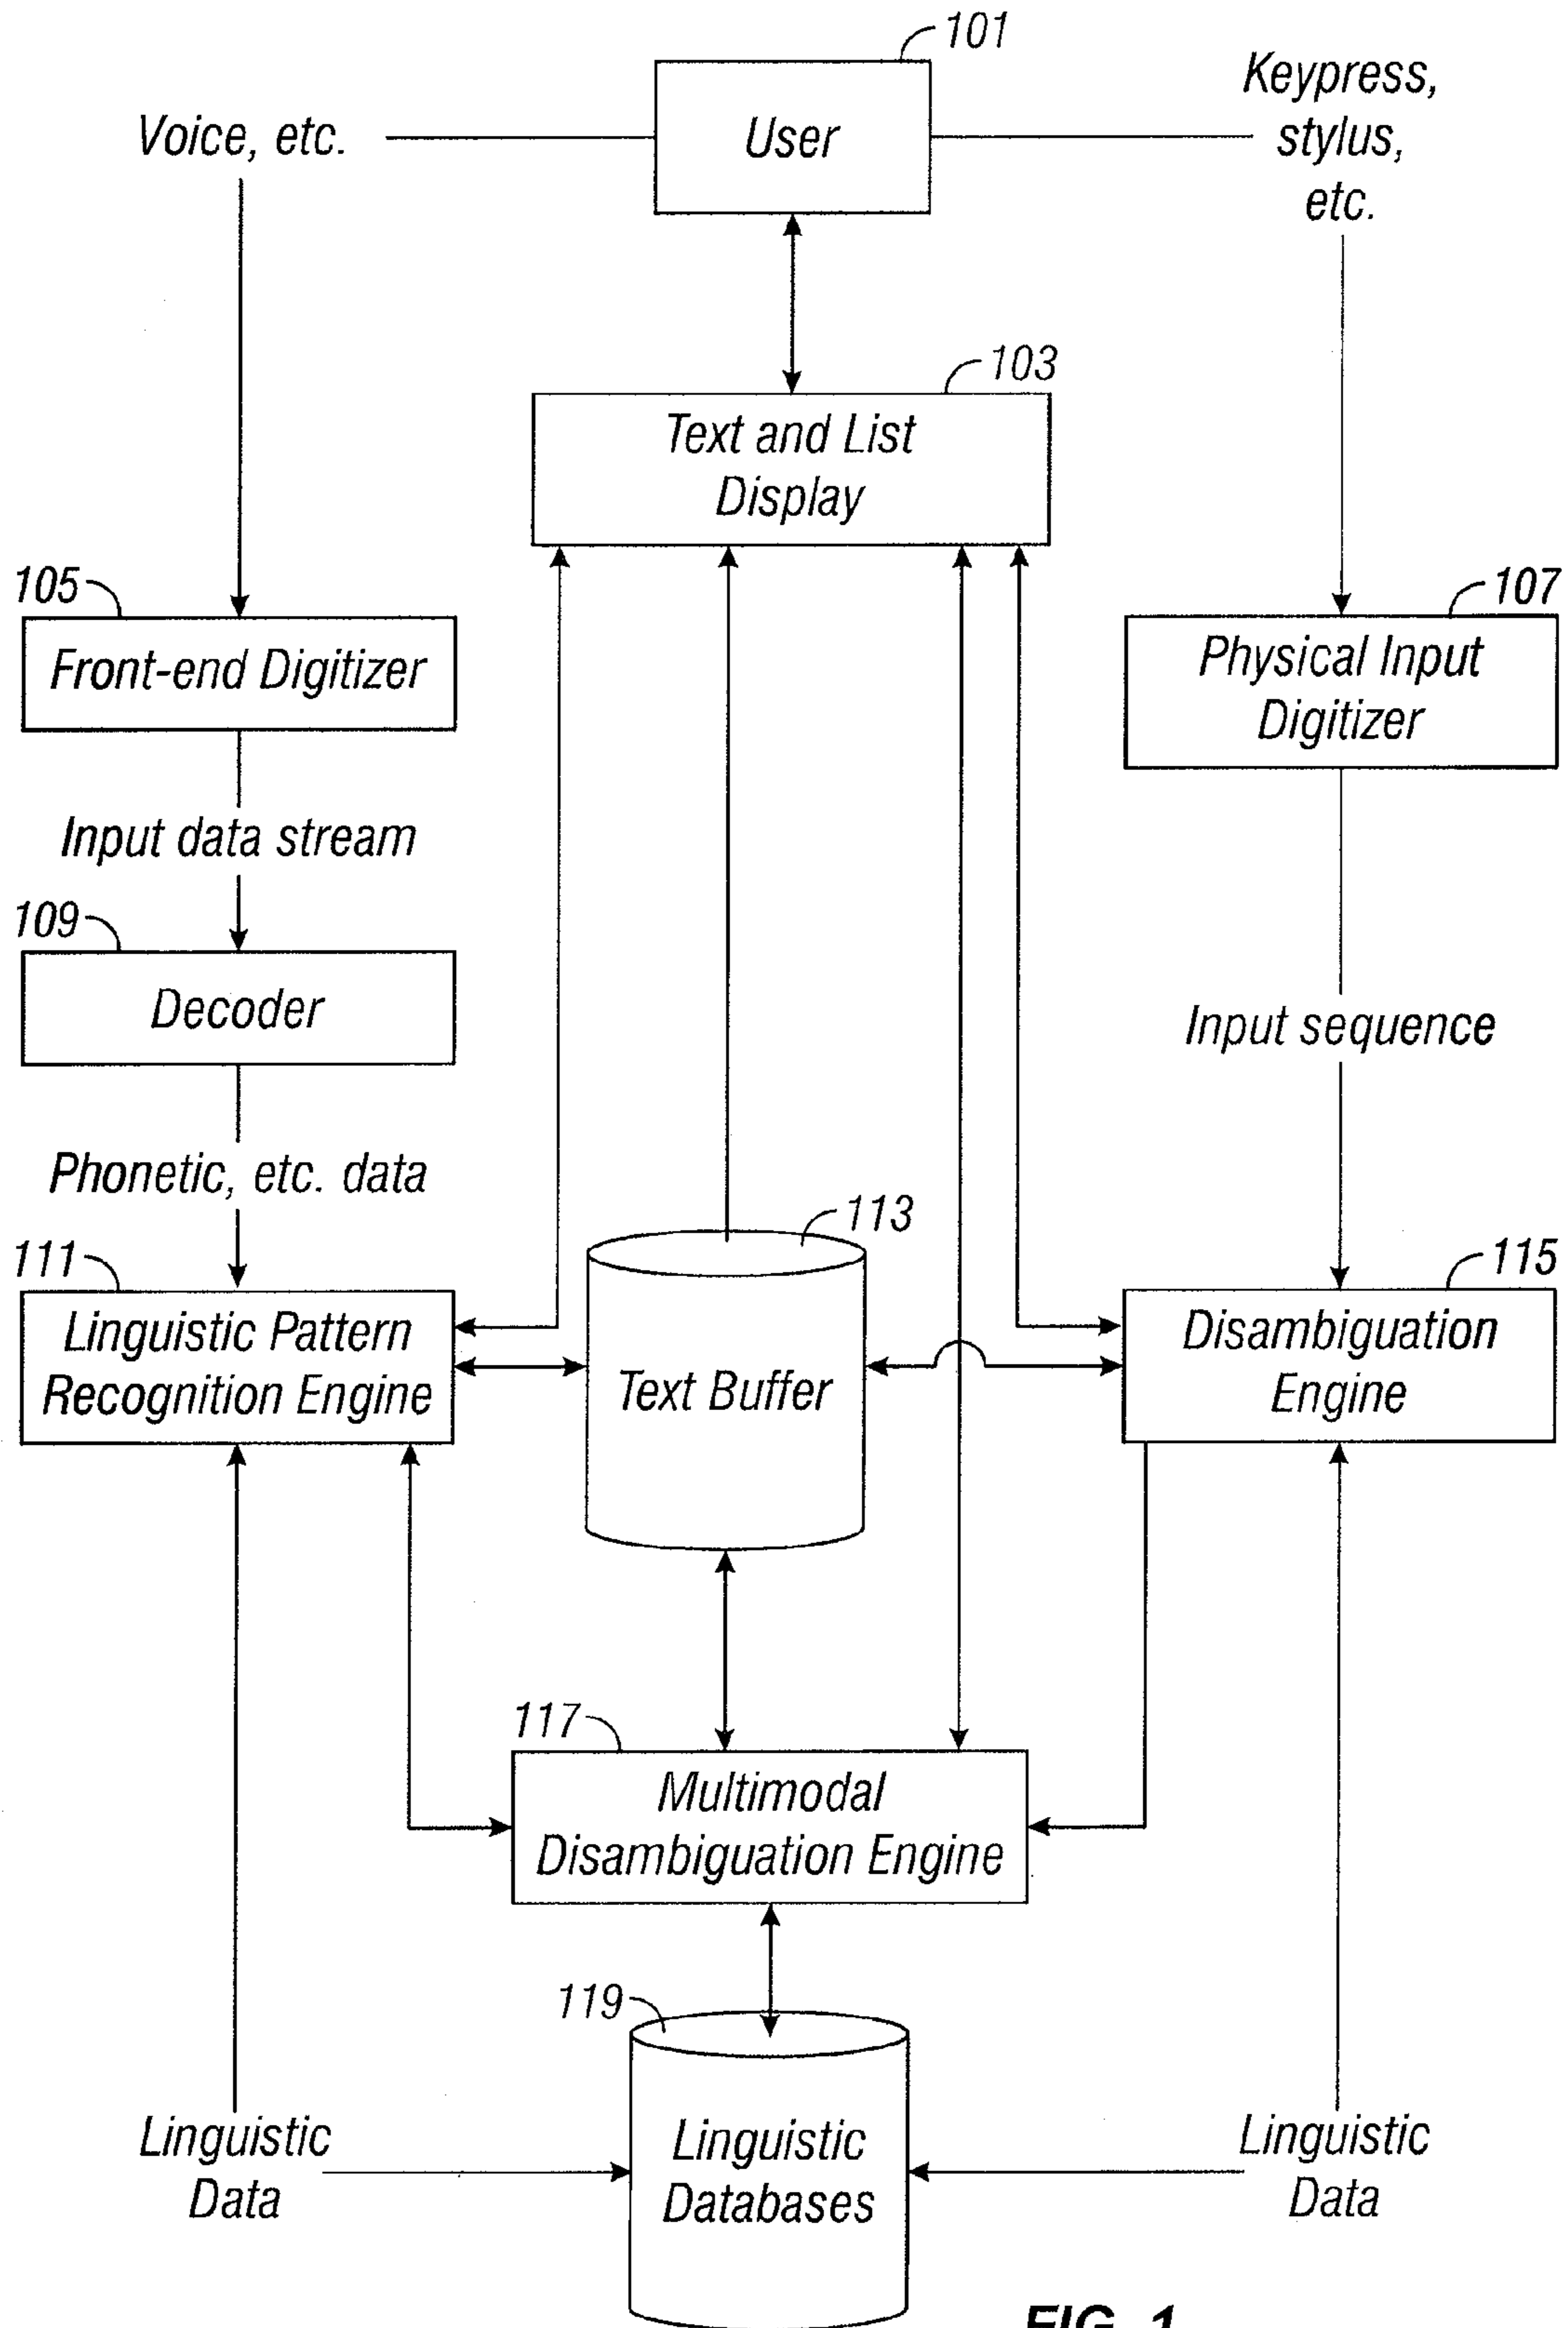 101
User
Voice, etc.
Keypress,
stylus,
etc.
103
Text and List
Display
105
Front-end Digitizer
107
Physical Input
Digitizer
Input data stream
109
Decoder
Input sequence
Phonetic, etc. data
111
Linguistic Pattern
Recognition Engine
113
Text Buffer
115
Disambiguation
Engine
117
Multimodal
Disambiguation Engine
119
Linguistic
Databases
Linguistic
Data
Linguistic
Data
FIG. 1